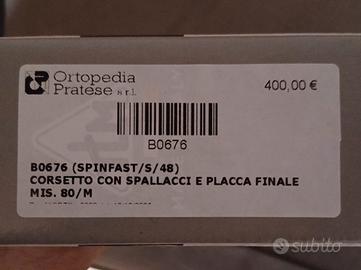 Ortopedia
Pratese s r l.
400,00 €
B0676
B0676 (SPINFAST/S/48)
CORSETTO CON SPALLACCI E PLACCA FINALE
MIS. 80/M
subito